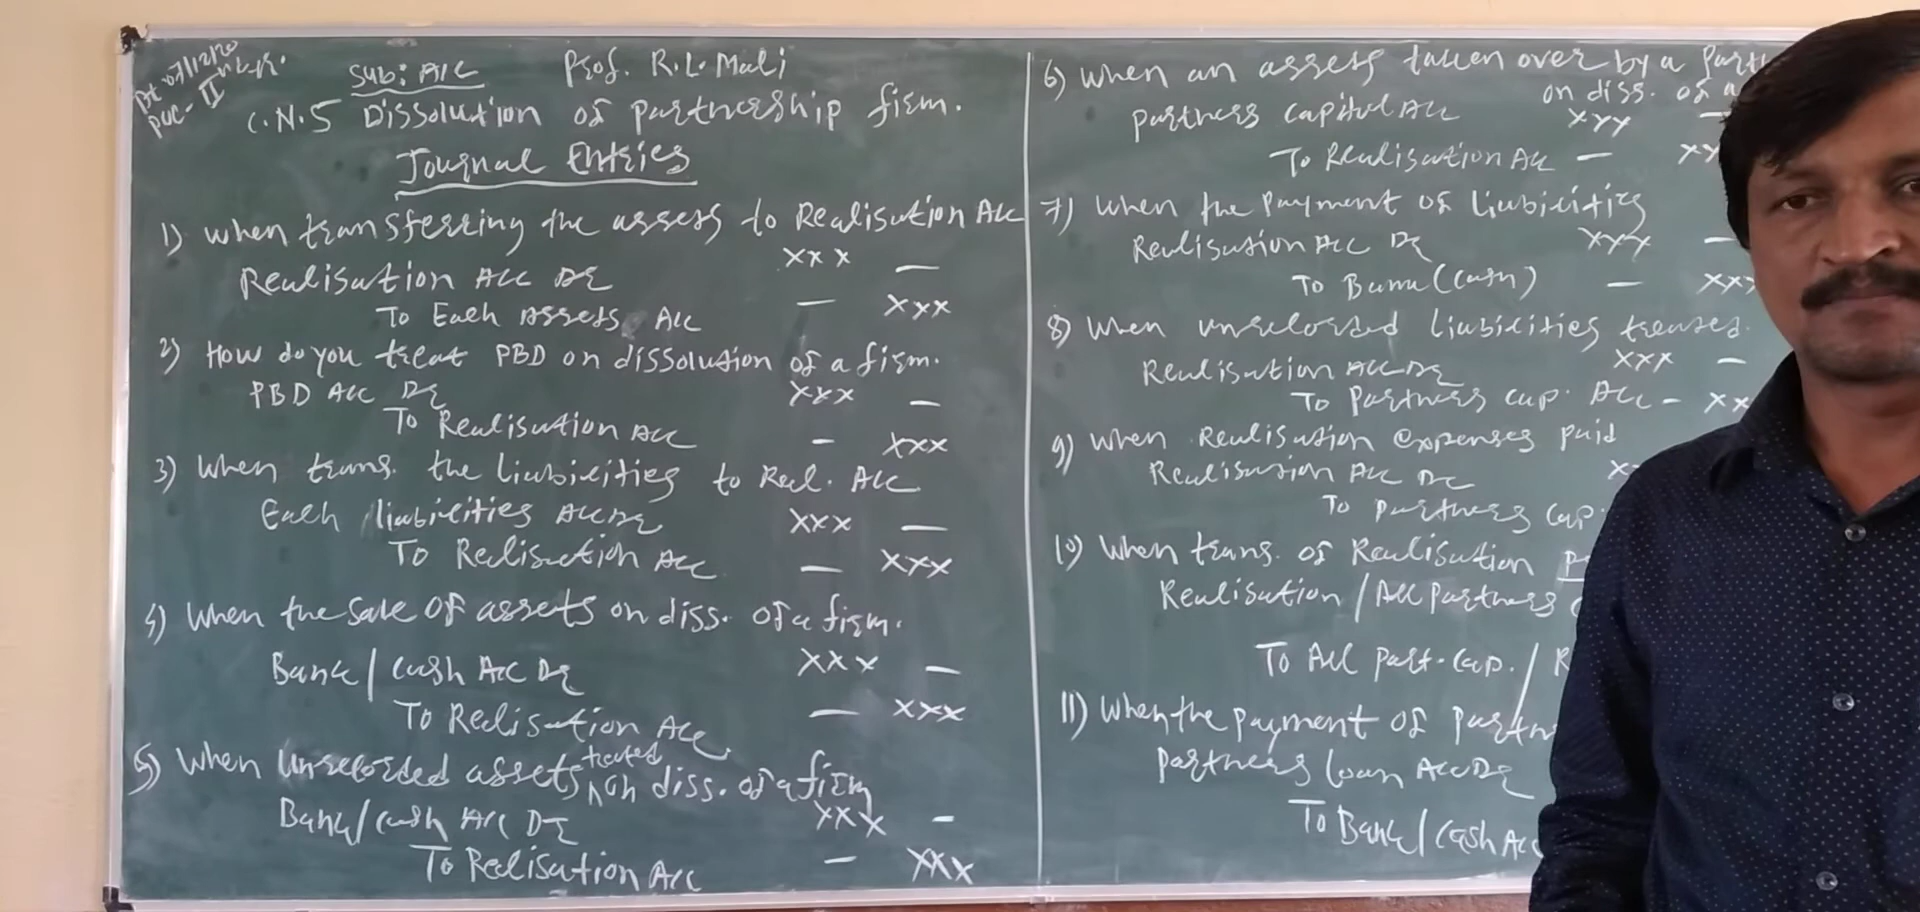 Dt 07/12/20
PUC-II
Sub: A/C Prof. R.L. Mali
C.N.5 Dissolution of partnership firm.
Journal Entries
1) When transferring the assets to Realisation A/c
Realisation A/c Dr xxx —
To Each Assets A/c — xxx
2) How do you treat PBD on dissolution of a firm.
PBD A/c Dr xxx —
To Realisation A/c — xxx
3) When trans. the Liabilities to Real. A/c
Each liabilities A/c Dr xxx —
To Realisation A/c — xxx
4) When the sale of assets on diss. of a firm.
Bank/Cash A/c Dr xxx —
To Realisation A/c — xxx
5) When Unrecorded assets treated on diss. of a firm
Bank/Cash A/c Dr xxx —
To Realisation A/c — xxx
6) When an assets taken over by a
on diss. of a
Partners Capital A/c xxx —
To Realisation A/c — xx
7) When the Payment of Liabilities
Realisation A/c Dr xxx —
To Bank (Cash) — xxx
8) When unrecorded liabilities treated.
Realisation A/c Dr xxx —
To Partners cap. A/c — xx
9) When Realisation expenses paid
Realisation A/c Dr x
To Partners cap.
10) When trans. of Realisation
Realisation / All Partners
To All part. cap. / R
11) When the payment of
Partners loan A/c Dr
To Bank/Cash A/c